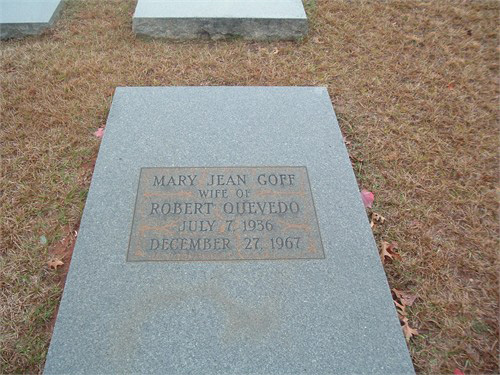 MARY JEAN GOFF
WIFE OF
ROBERT QUEVEDO
JULY 7, 1936
DECEMBER 27, 1967